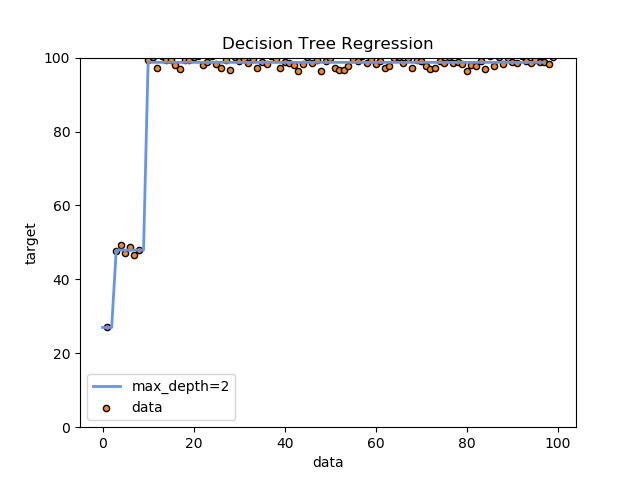 Decision Tree Regression
target
100
80
60
40
20
0
max_depth=2
data
0 20 40 60 80 100
data